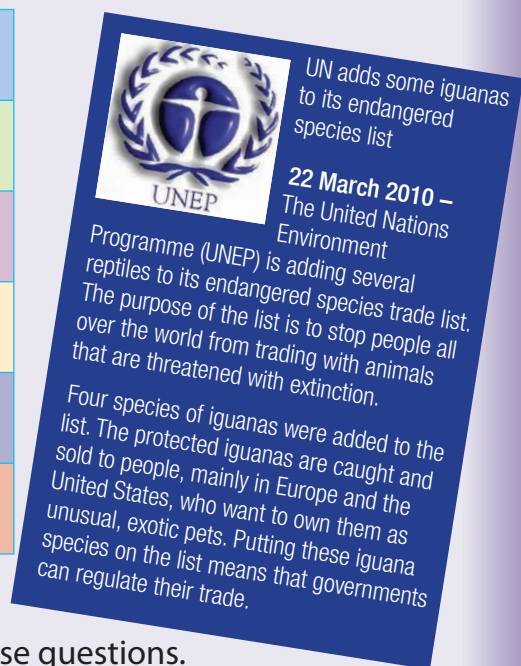 UNEP
UN adds some iguanas
to its endangered
species list
22 March 2010 –
The United Nations
Environment
Programme (UNEP) is adding several
reptiles to its endangered species trade list.
The purpose of the list is to stop people all
over the world from trading with animals
that are threatened with extinction.
Four species of iguanas were added to the
list. The protected iguanas are caught and
sold to people, mainly in Europe and the
United States, who want to own them as
unusual, exotic pets. Putting these iguana
species on the list means that governments
can regulate their trade.
se questions.